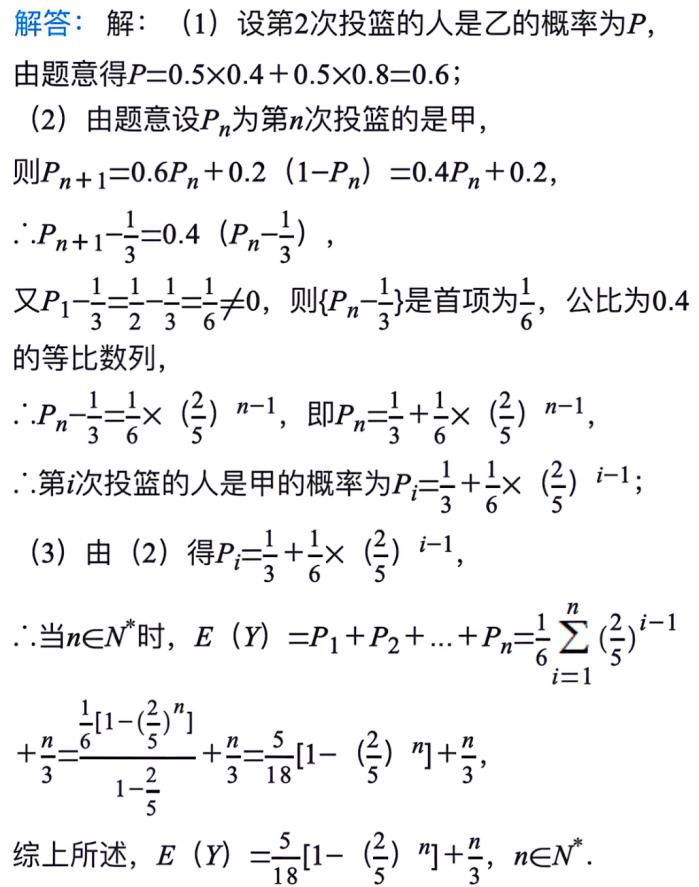 解答： 解：（1）设第2次投篮的人是乙的概率为P，
由题意得P=0.5×0.4＋0.5×0.8=0.6；
（2）由题意设Pₙ为第n次投篮的是甲，
则Pₙ₊₁=0.6Pₙ＋0.2（1−Pₙ）=0.4Pₙ＋0.2，
∴Pₙ₊₁−1/3=0.4（Pₙ−1/3），
又P₁−1/3=1/2−1/3=1/6≠0，则{Pₙ−1/3}是首项为1/6，公比为0.4
的等比数列，
∴Pₙ−1/3=1/6×（2/5）ⁿ⁻¹，即Pₙ=1/3＋1/6×（2/5）ⁿ⁻¹，
∴第i次投篮的人是甲的概率为Pᵢ=1/3＋1/6×（2/5）ⁱ⁻¹；
（3）由（2）得Pᵢ=1/3＋1/6×（2/5）ⁱ⁻¹，
∴当n∈N*时，E（Y）=P₁＋P₂＋…＋Pₙ=1/6 ∑ⁿᵢ₌₁ (2/5)ⁱ⁻¹
＋n/3=(1/6[1−(2/5)ⁿ])/(1−2/5)＋n/3=5/18[1−（2/5）ⁿ]＋n/3，
综上所述，E（Y）=5/18[1−（2/5）ⁿ]＋n/3，n∈N*．